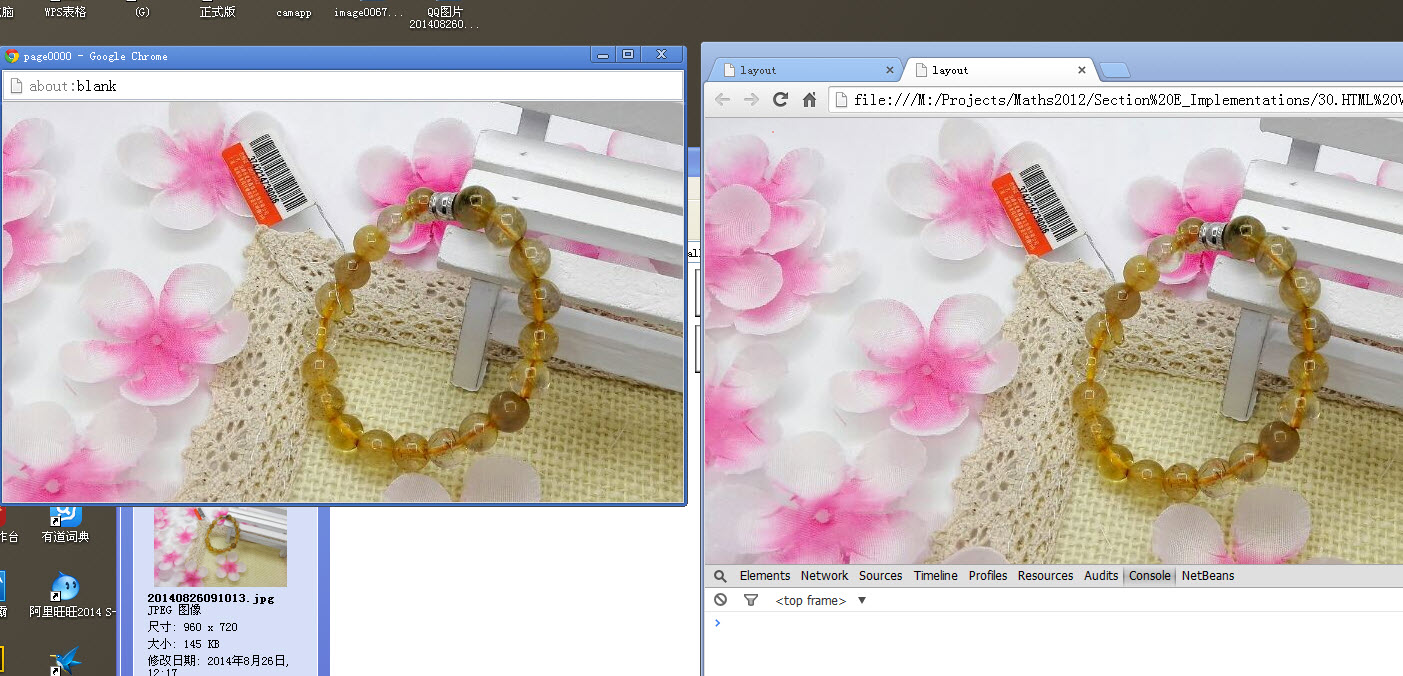 脑
WPS表格
(G)
正式版
camapp
image0067...
QQ图片
201408260...
page0000 - Google Chrome
about:blank
layout
layout
file:///M:/Projects/Maths2012/Section%20E_Implementations/30.HTML%20V
all
Elements Network Sources Timeline Profiles Resources Audits Console NetBeans
<top frame> ▼
作台
有道词典
阿里旺旺2014 S-
20140826091013.jpg
JPEG 图像
尺寸: 960 x 720
大小: 145 KB
修改日期: 2014年8月26日,
12:17